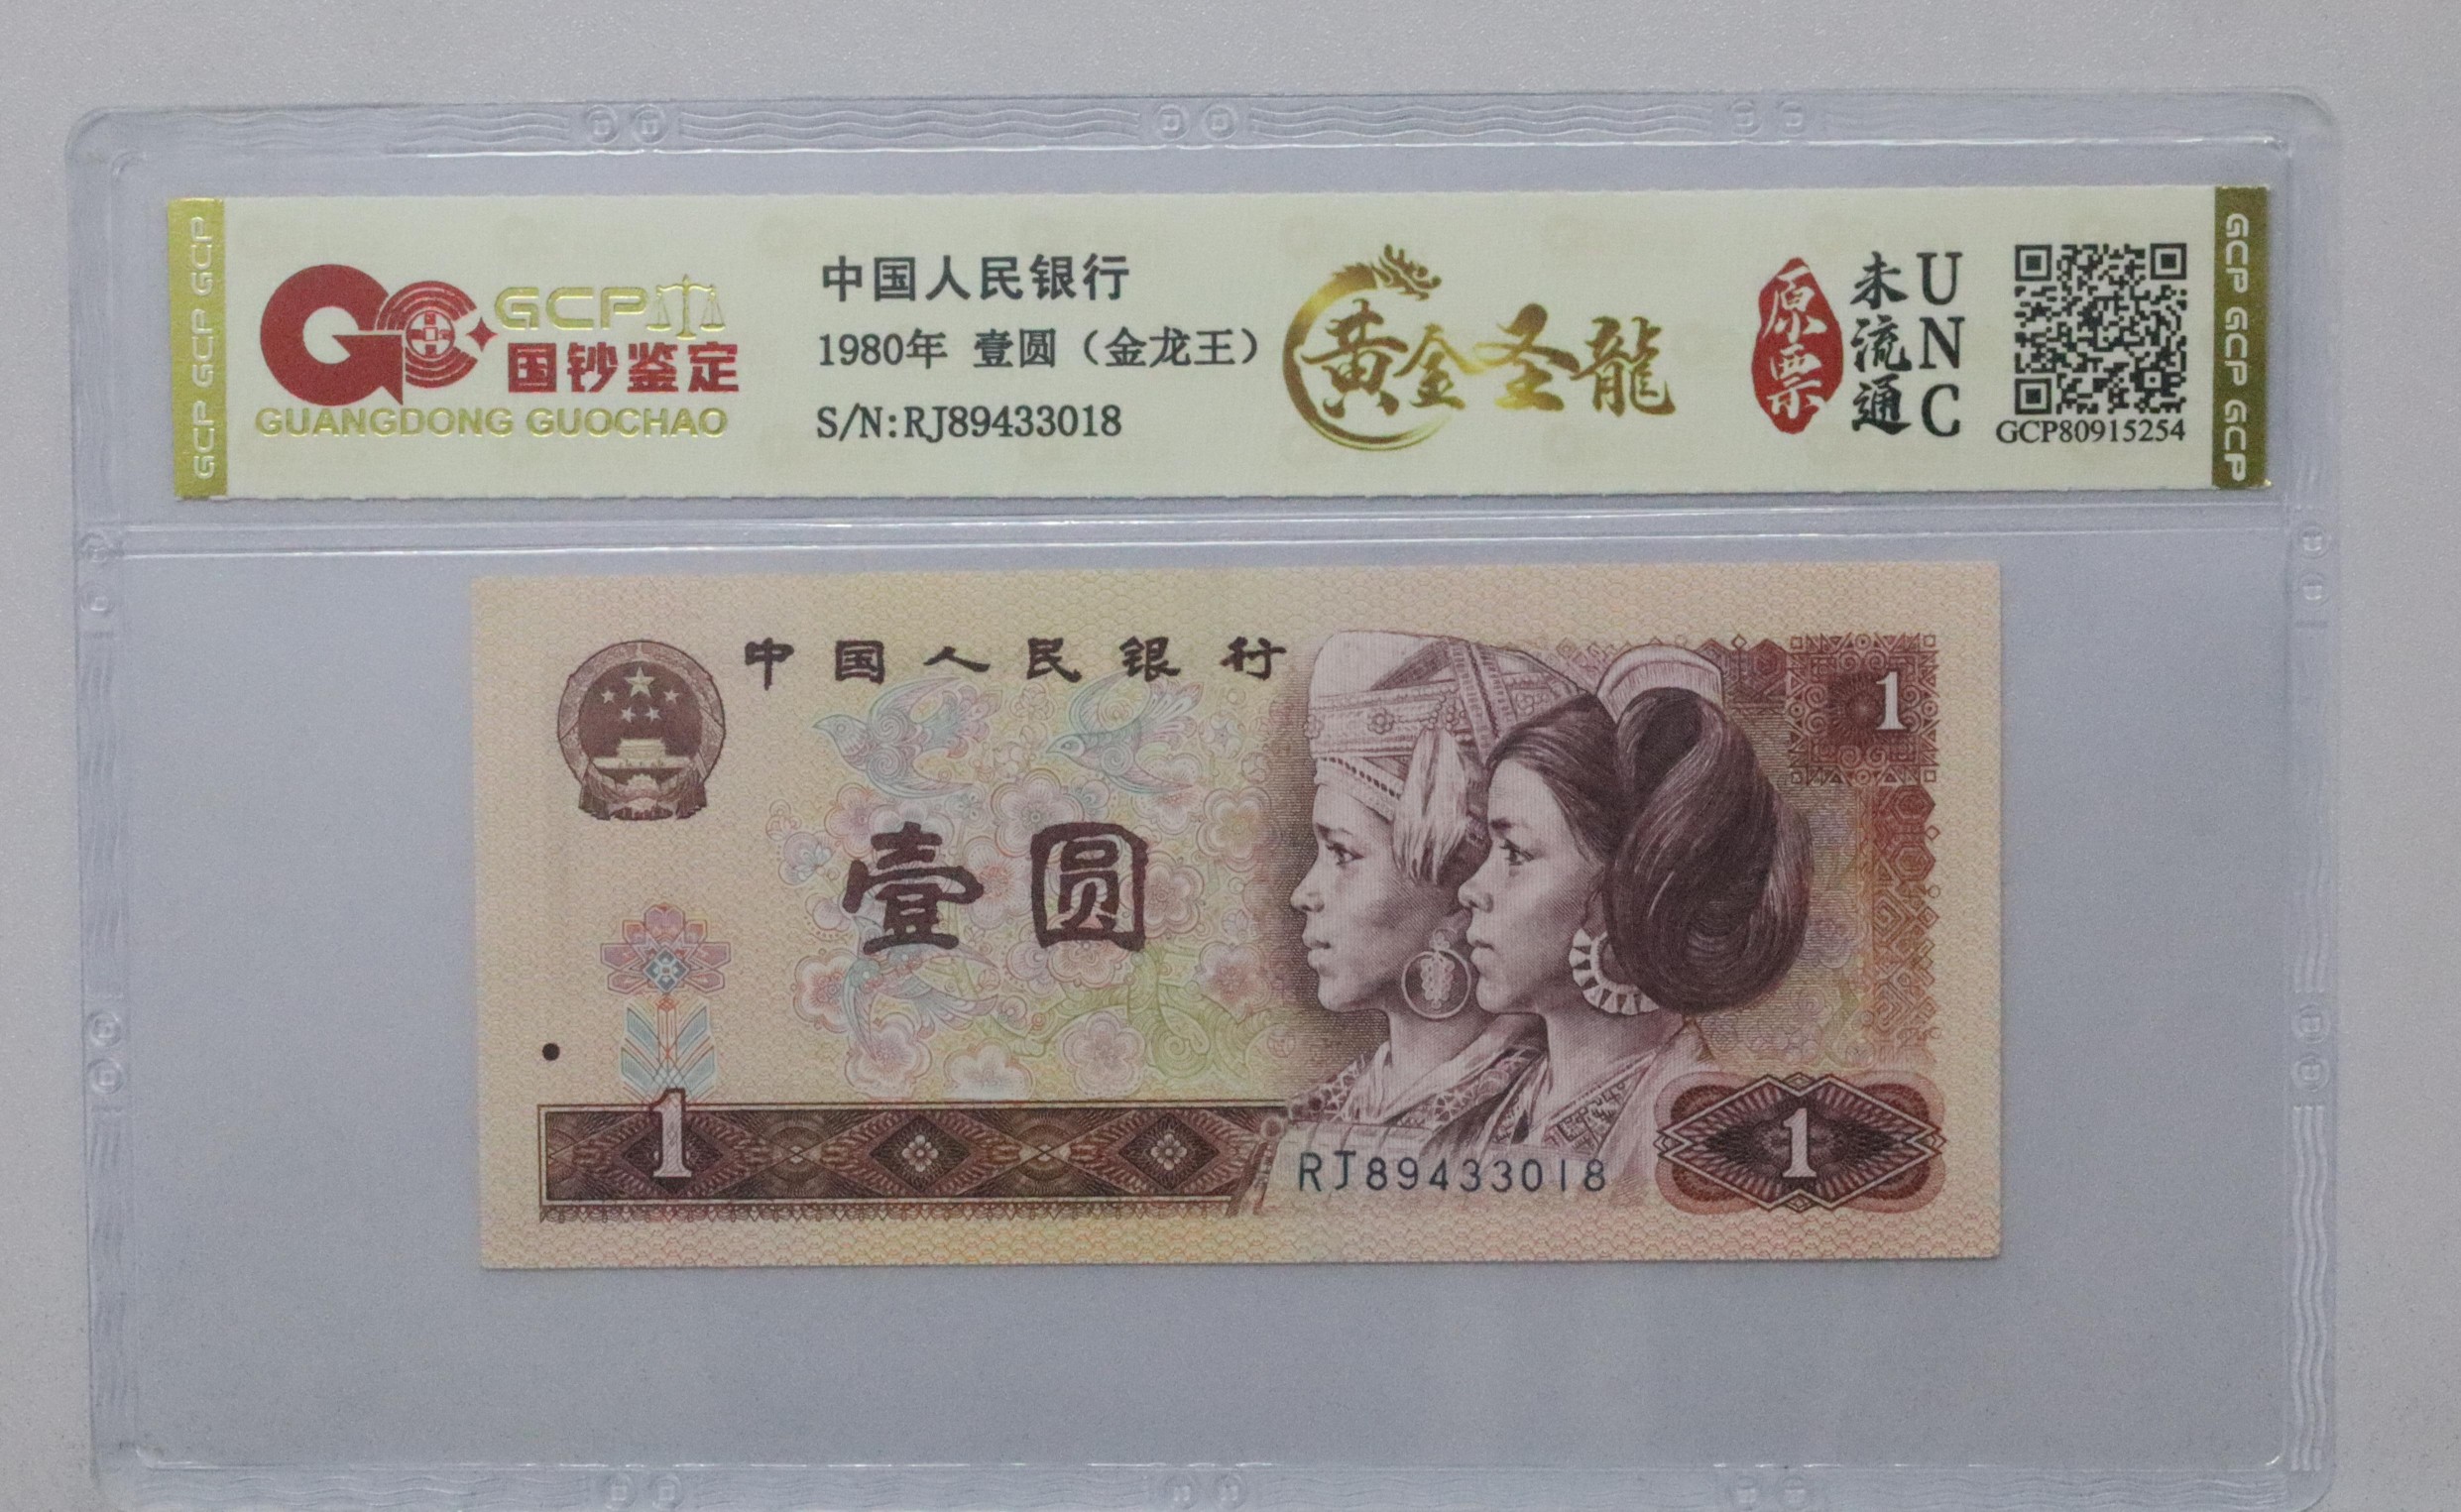 GCP GCP GCP
GCP
国钞鉴定
GUANGDONG GUOCHAO
中国人民银行
1980年 壹圆（金龙王）
S/N:RJ89433018
黄金圣龍
原票
未流通
UNC
GCP80915254
GCP GCP GCP
中国人民银行
1
壹圆
1
RJ89433018
1